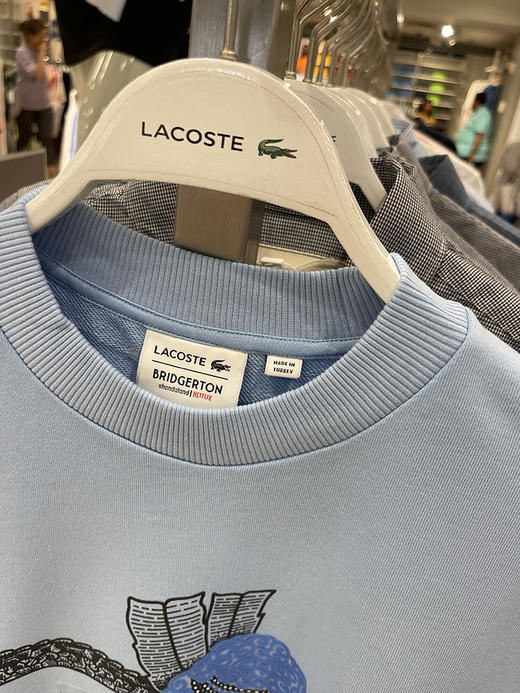 LACOSTE
LACOSTE
BRIDGERTON
shondaland | NETFLIX
MADE IN
TURKEY